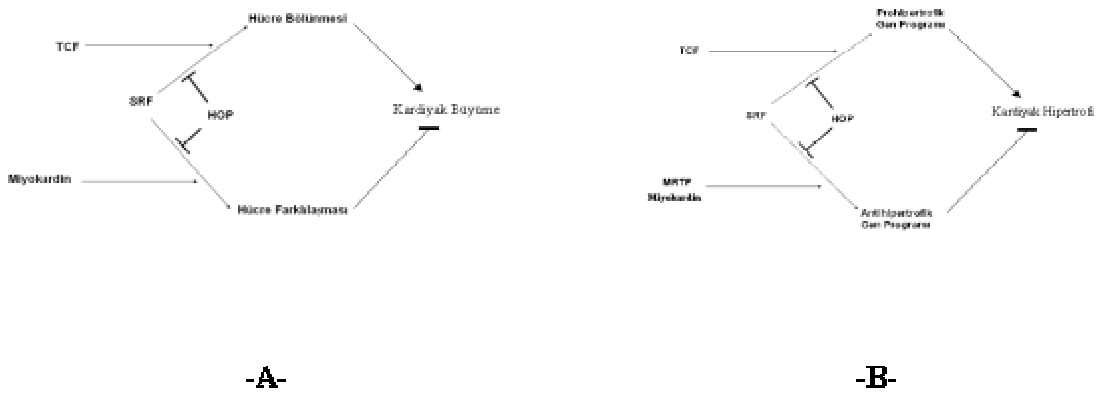 Hücre Bölünmesi
TCF
SRF
HOP
Kardiyak Büyüme
Miyokardin
Hücre Farklılaşması
-A-
Prohipertrofik
Gen Programı
TCF
SRF
HOP
Kardiyak Hipertrofi
MRTF
Miyokardin
Antihipertrofik
Gen Programı
-B-